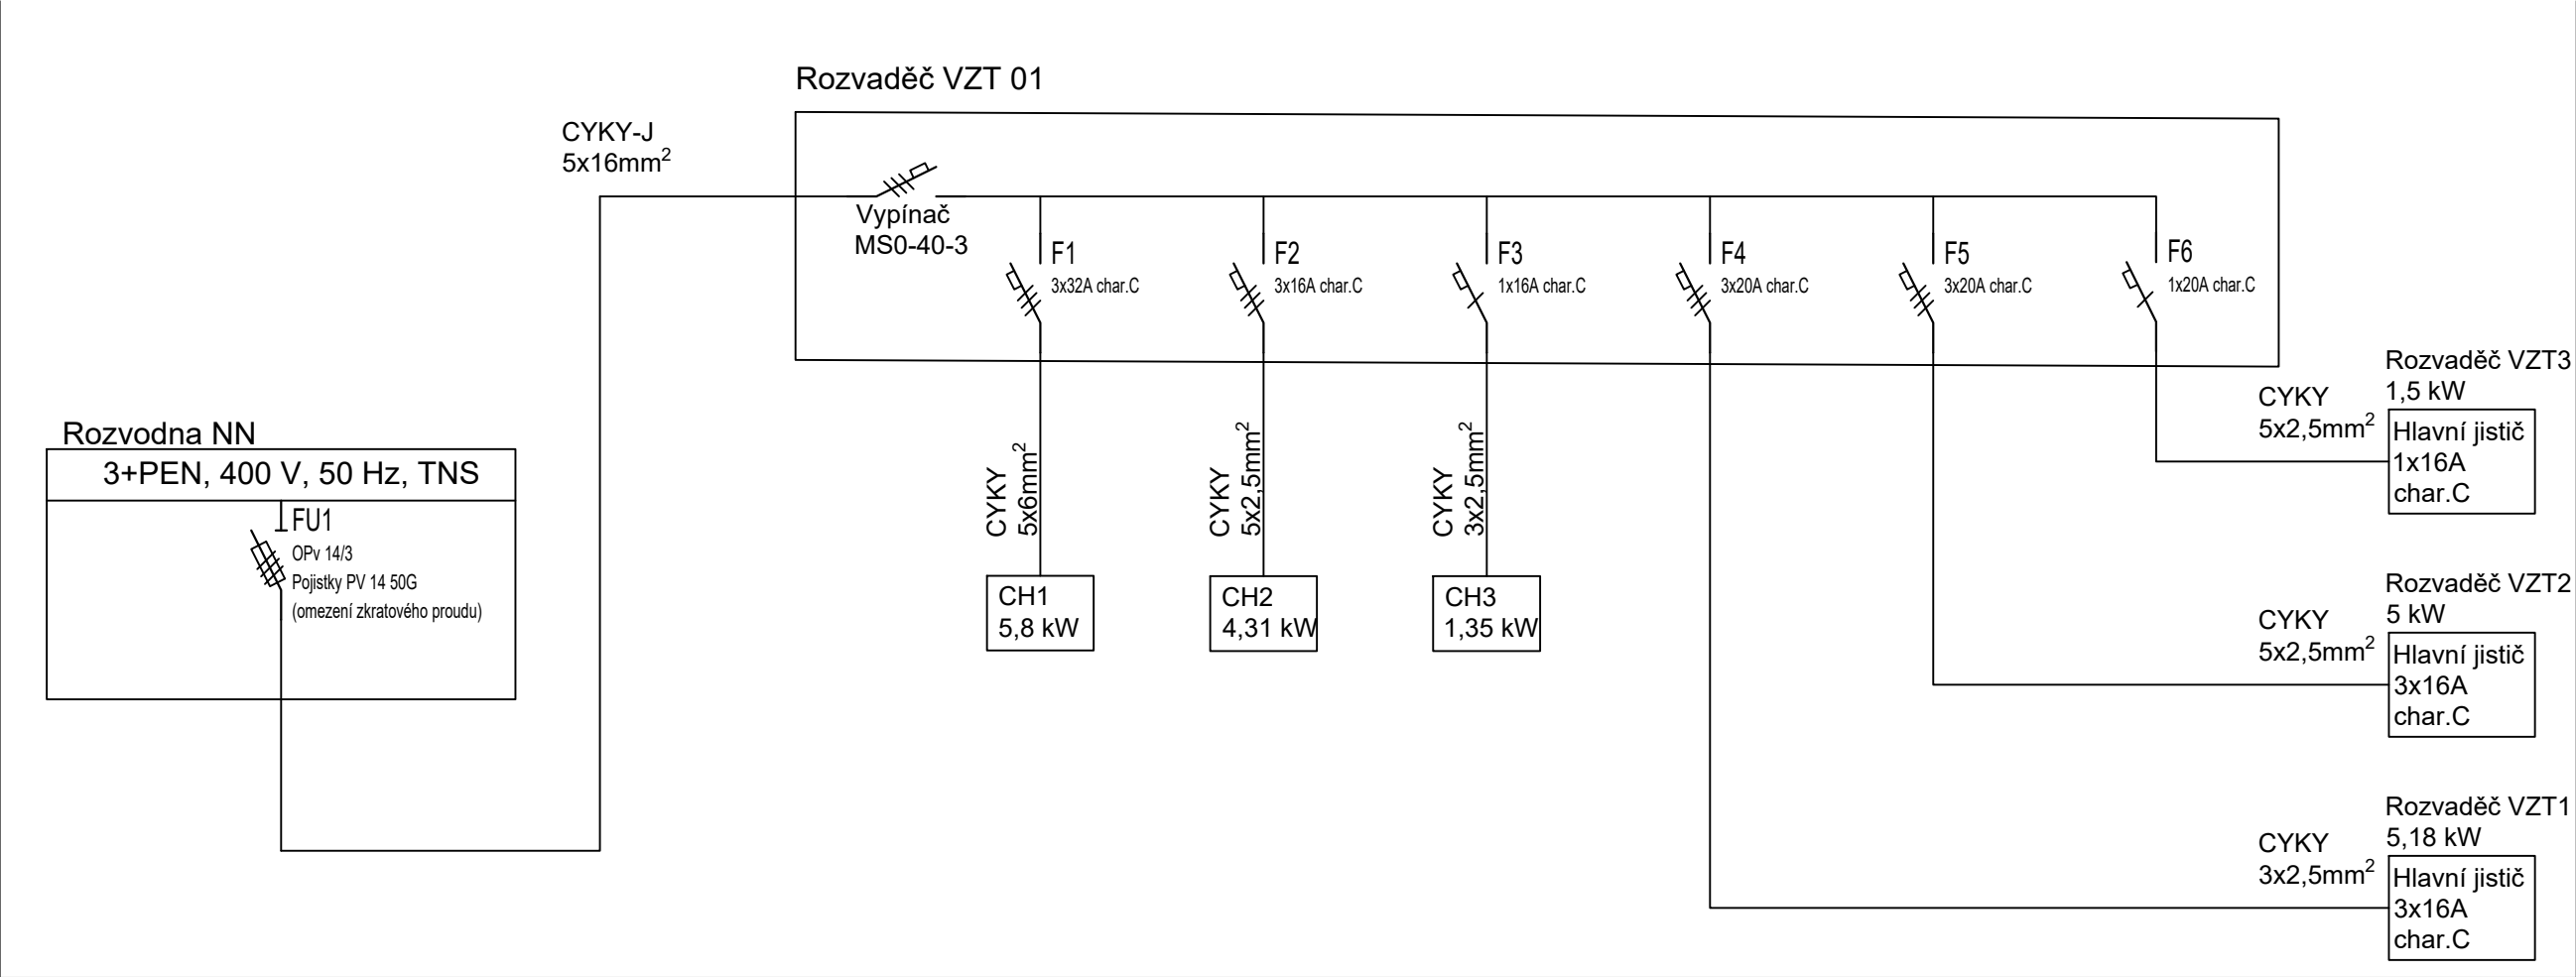 Rozvaděč VZT 01
CYKY-J
5x16mm²
Vypínač
MS0-40-3
F1
3x32A char.C
F2
3x16A char.C
F3
1x16A char.C
F4
3x20A char.C
F5
3x20A char.C
F6
1x20A char.C
Rozvodna NN
3+PEN, 400 V, 50 Hz, TNS
FU1
OPv 14/3
Pojistky PV 14 50G
(omezení zkratového proudu)
CYKY
5x6mm²
CYKY
5x2,5mm²
CYKY
3x2,5mm²
CH1
5,8 kW
CH2
4,31 kW
CH3
1,35 kW
Rozvaděč VZT3
1,5 kW
CYKY
5x2,5mm²
Hlavní jistič
1x16A
char.C
Rozvaděč VZT2
5 kW
CYKY
5x2,5mm²
Hlavní jistič
3x16A
char.C
Rozvaděč VZT1
5,18 kW
CYKY
3x2,5mm²
Hlavní jistič
3x16A
char.C